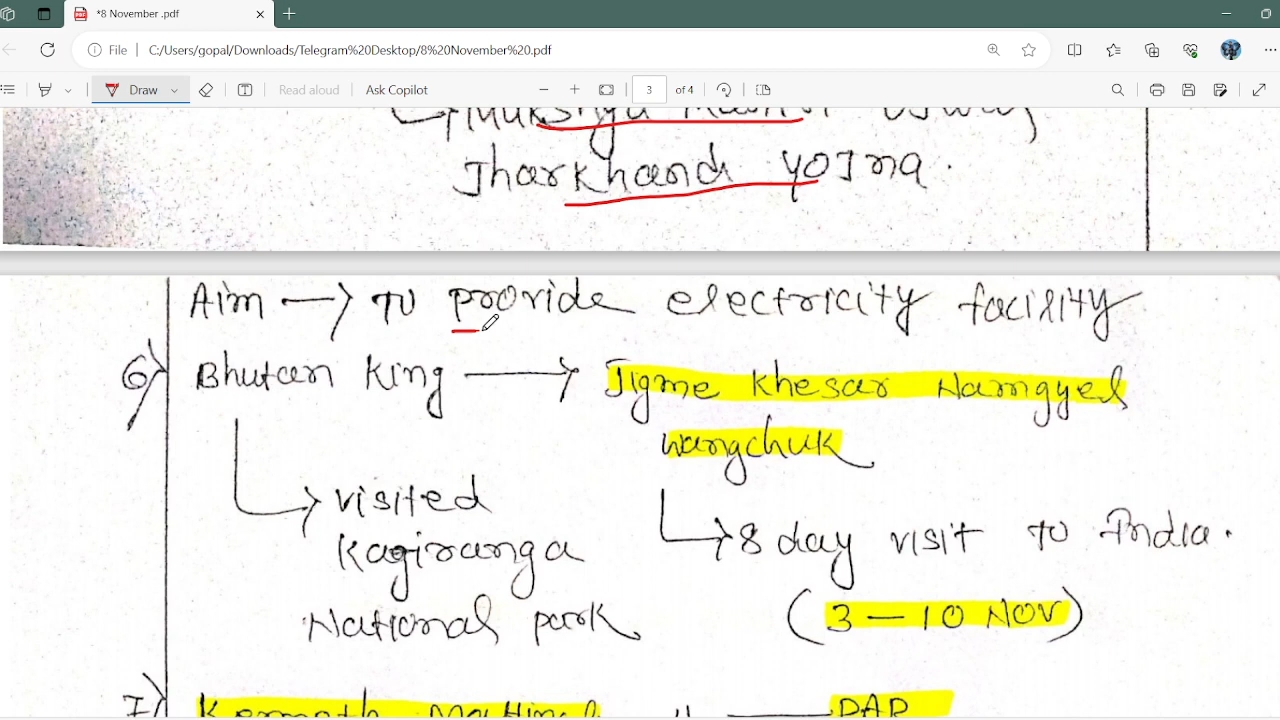 *8 November .pdf
File C:/Users/gopal/Downloads/Telegram%20Desktop/8%20November%20.pdf
Draw Read aloud Ask Copilot 3 of 4
Jharkhand yoJna.
Aim → To provide electricity facility
6) Bhutan King → Jigme Khesar Namgyel
wangchuk
visited
Kagiranga
National park
8 day visit to India.
(3 – 10 NOV)